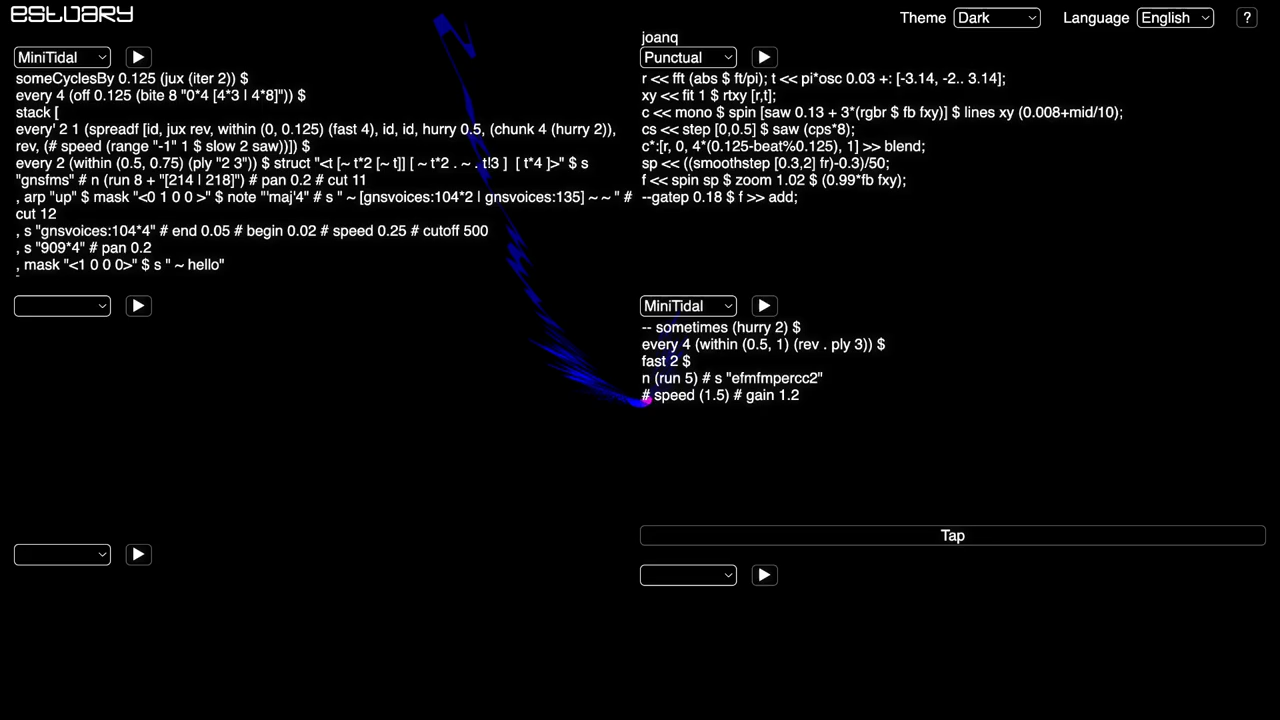 estuary
Theme Dark Language English ?
MiniTidal
someCyclesBy 0.125 (jux (iter 2)) $
every 4 (off 0.125 (bite 8 "0*4 [4*3 | 4*8]")) $
stack [
every' 2 1 (spreadf [id, jux rev, within (0, 0.125) (fast 4), id, id, hurry 0.5, (chunk 4 (hurry 2)),
rev, (# speed (range "-1" 1 $ slow 2 saw))]) $
every 2 (within (0.5, 0.75) (ply "2 3")) $ struct "<t [~ t*2 [~ t]] [ ~ t*2 . ~ . t!3 ]  [ t*4 ]>" $ s
"gnsfms" # n (run 8 + "[214 | 218]") # pan 0.2 # cut 11
, arp "up" $ mask "<0 1 0 0 >" $ note "'maj'4" # s " ~ [gnsvoices:104*2 | gnsvoices:135] ~ ~ " #
cut 12
, s "gnsvoices:104*4" # end 0.05 # begin 0.02 # speed 0.25 # cutoff 500
, s "909*4" # pan 0.2
, mask "<1 0 0 0>" $ s " ~ hello"
joanq
Punctual
r << fft (abs $ ft/pi); t << pi*osc 0.03 +: [-3.14, -2.. 3.14];
xy << fit 1 $ rtxy [r,t];
c << mono $ spin [saw 0.13 + 3*(rgbr $ fb fxy)] $ lines xy (0.008+mid/10);
cs << step [0,0.5] $ saw (cps*8);
c*:[r, 0, 4*(0.125-beat%0.125), 1] >> blend;
sp << ((smoothstep [0.3,2] fr)-0.3)/50;
f << spin sp $ zoom 1.02 $ (0.99*fb fxy);
--gatep 0.18 $ f >> add;
MiniTidal
-- sometimes (hurry 2) $
every 4 (within (0.5, 1) (rev . ply 3)) $
fast 2 $
n (run 5) # s "efmfmpercc2"
# speed (1.5) # gain 1.2
Tap